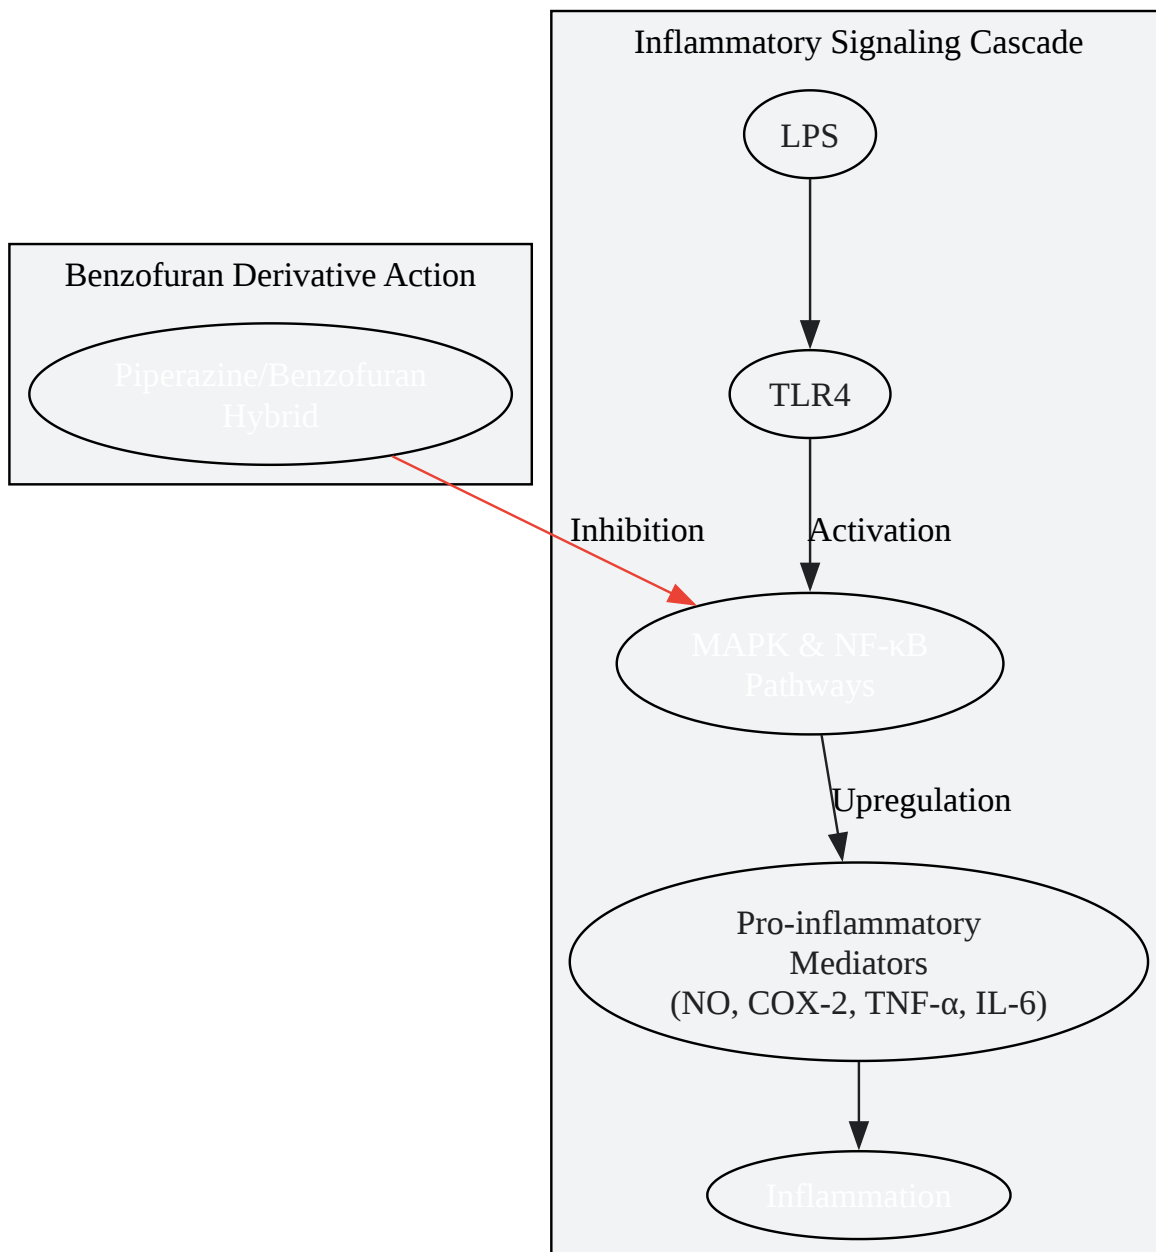 Inflammatory Signaling Cascade
LPS
Benzofuran Derivative Action
Piperazine/Benzofuran
Hybrid
TLR4
Inhibition
Activation
MAPK & NF-κB
Pathways
Upregulation
Pro-inflammatory
Mediators
(NO, COX-2, TNF-α, IL-6)
Inflammation